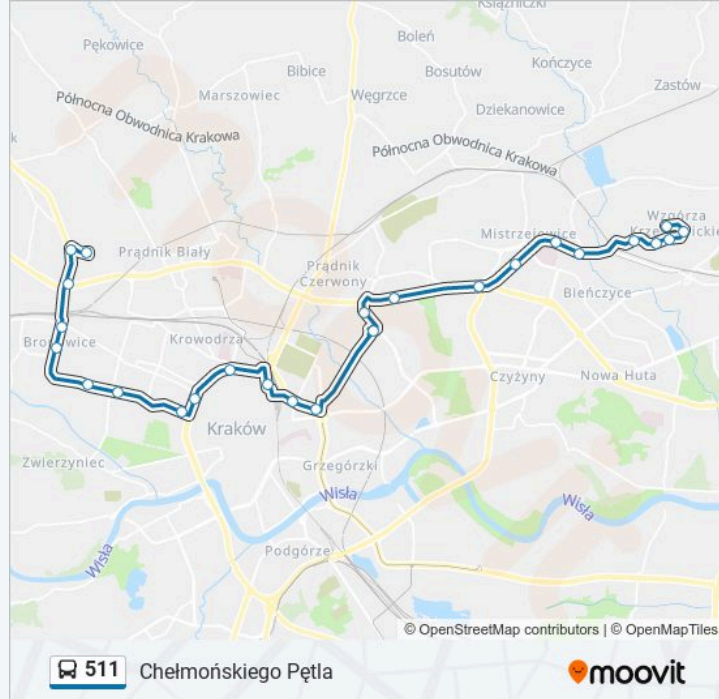 Książniczki
Pękowice
Boleń
Kończyce
Bibice
Bosutów
Zastów
Marszowiec
Węgrzce
Dziekanowice
Północna Obwodnica Krakowa
Północna Obwodnica Krakowa
k
Wzgórza
Mistrzejowice
Prądnik Biały
Prądnik
Czerwony
Bieńczyce
Krowodrza
Czyżyny
Nowa Huta
Kraków
Zwierzyniec
Grzegórzki
Wisła
Wisła
Podgórze
Wisła
© OpenStreetMap contributors | © OpenMapTiles
511
Chełmońskiego Pętla
moovit